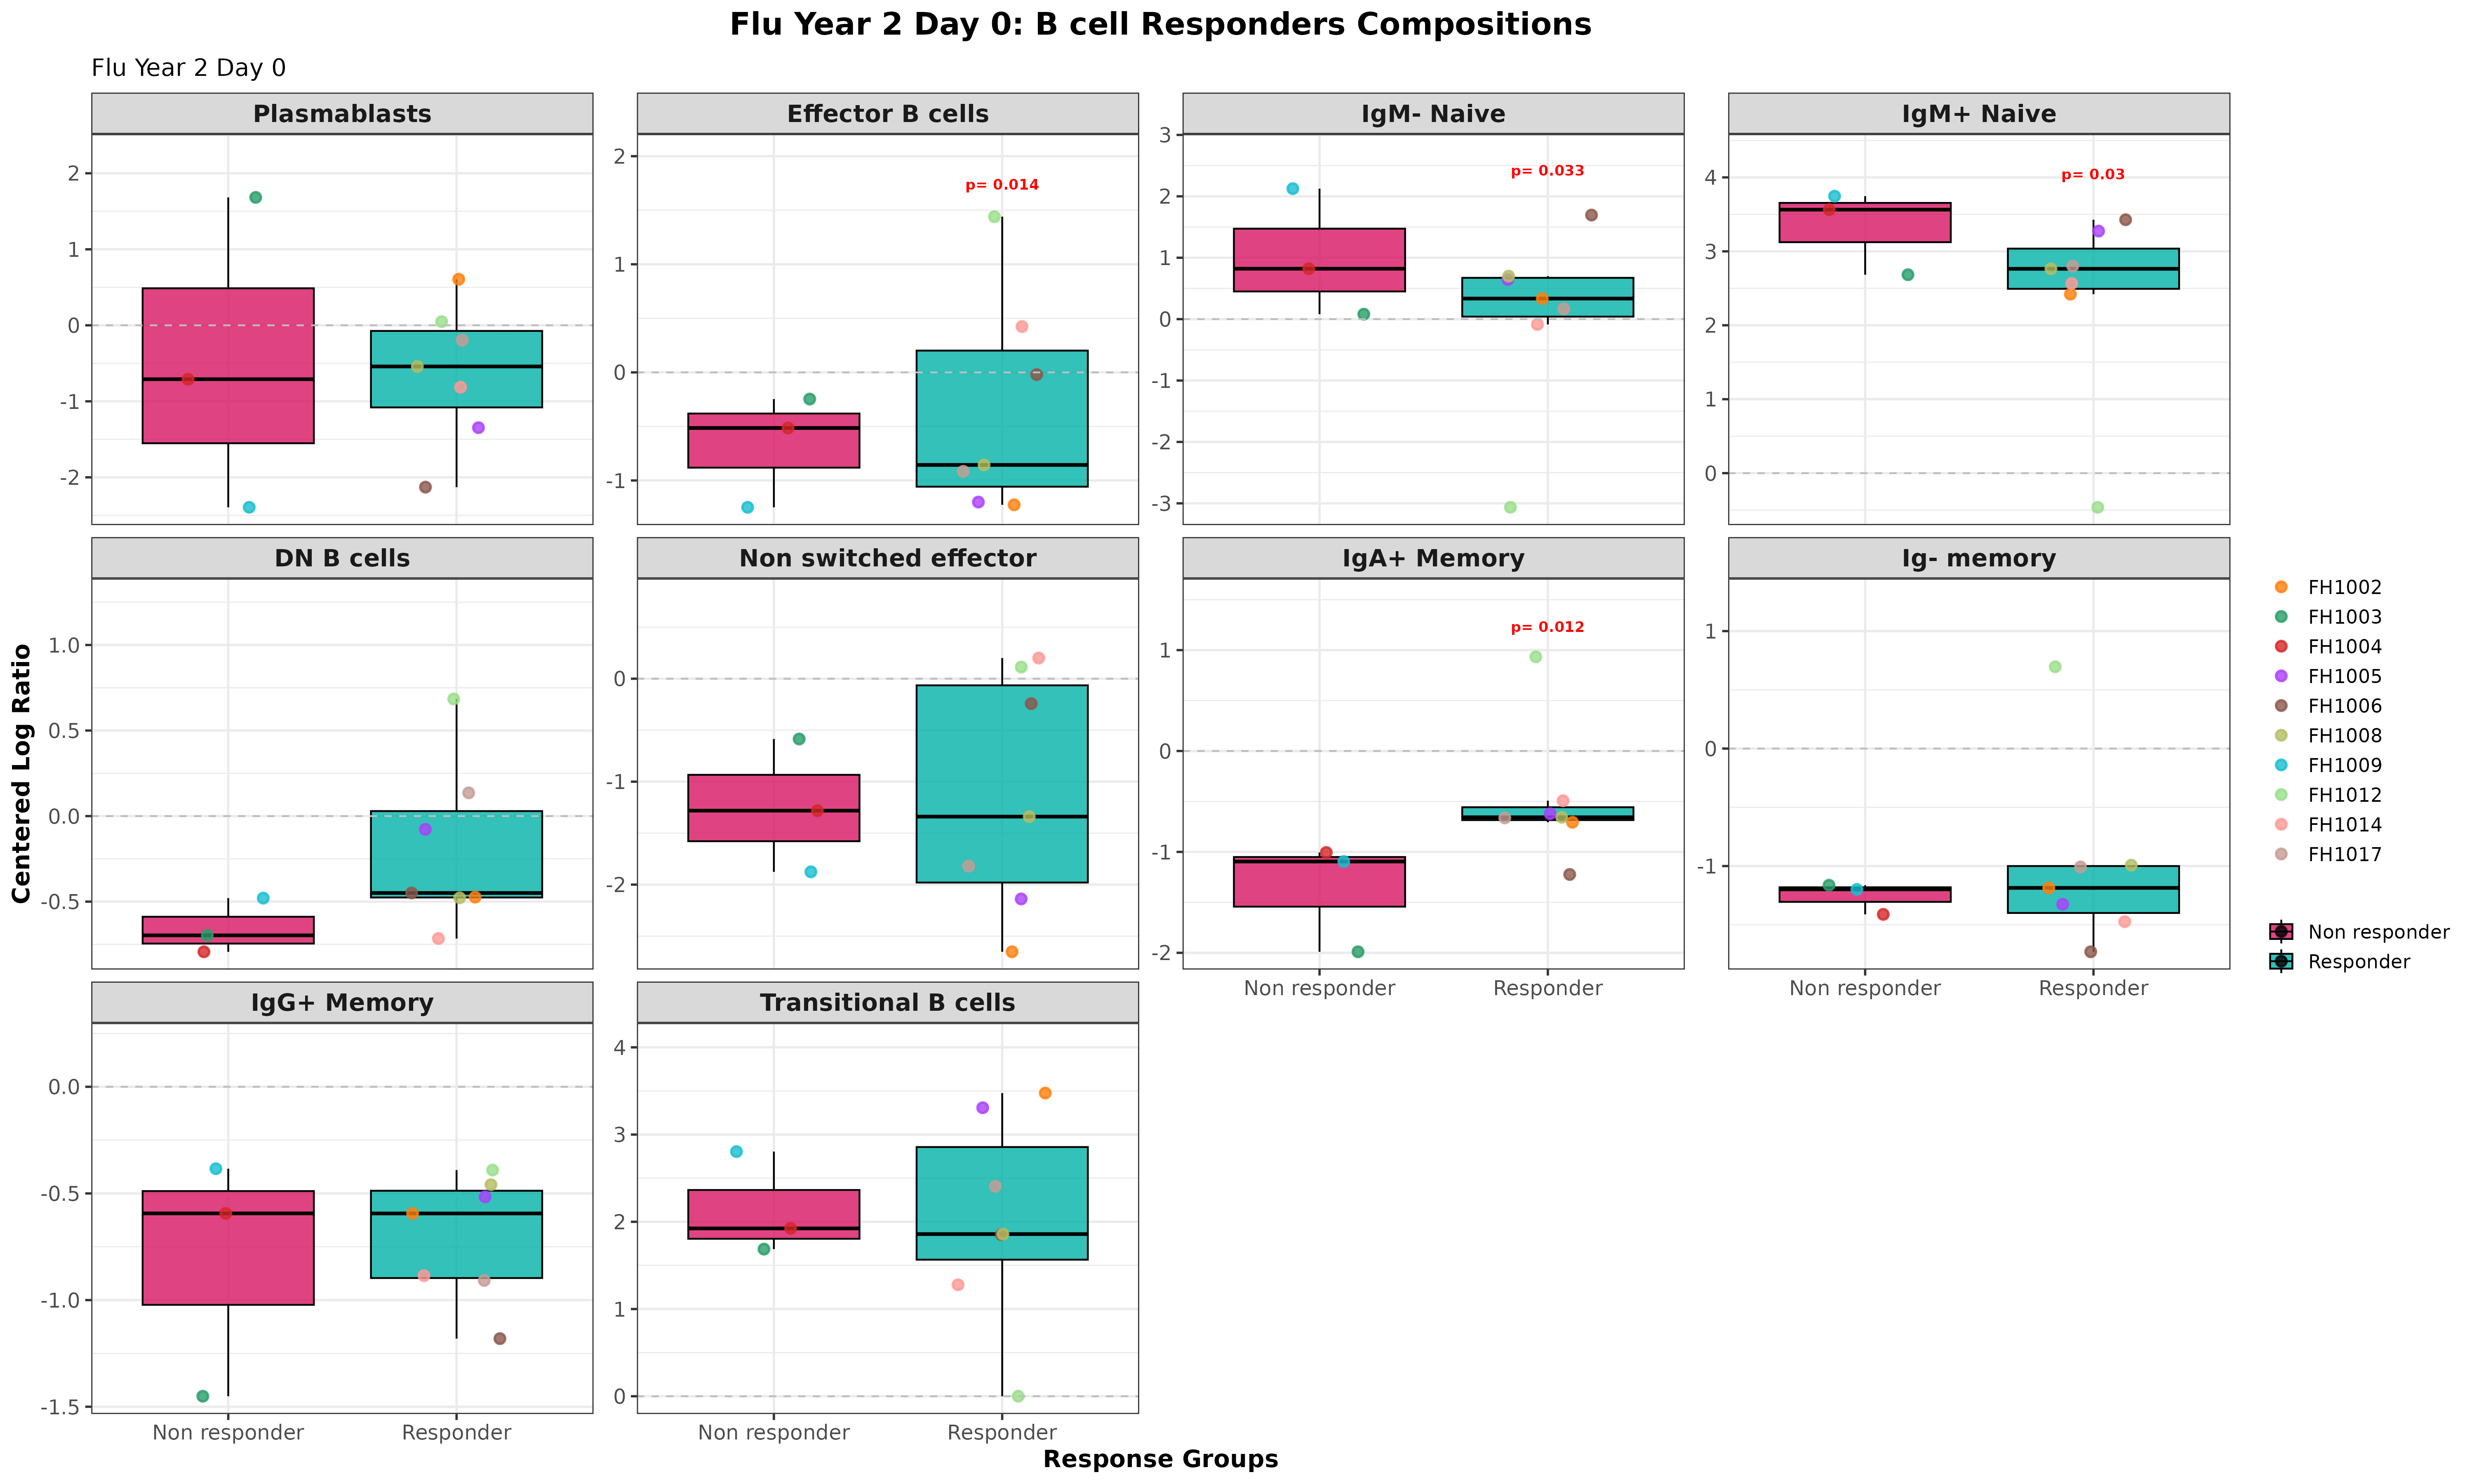 Flu Year 2 Day 0: B cell Responders Compositions
Flu Year 2 Day 0
Plasmablasts
Effector B cells
IgM- Naive
IgM+ Naive
2
1
0
-1
-2
2
1
0
-1
p= 0.014
3
2
1
0
-1
-2
-3
p= 0.033
4
3
2
1
0
p= 0.03
DN B cells
Non switched effector
IgA+ Memory
Ig- memory
1.0
0.5
0.0
-0.5
0
-1
-2
1
0
-1
-2
p= 0.012
1
0
-1
Non responder
Responder
Non responder
Responder
IgG+ Memory
Transitional B cells
0.0
-0.5
-1.0
-1.5
4
3
2
1
0
Non responder
Responder
Non responder
Responder
Centered Log Ratio
Response Groups
FH1002
FH1003
FH1004
FH1005
FH1006
FH1008
FH1009
FH1012
FH1014
FH1017
Non responder
Responder